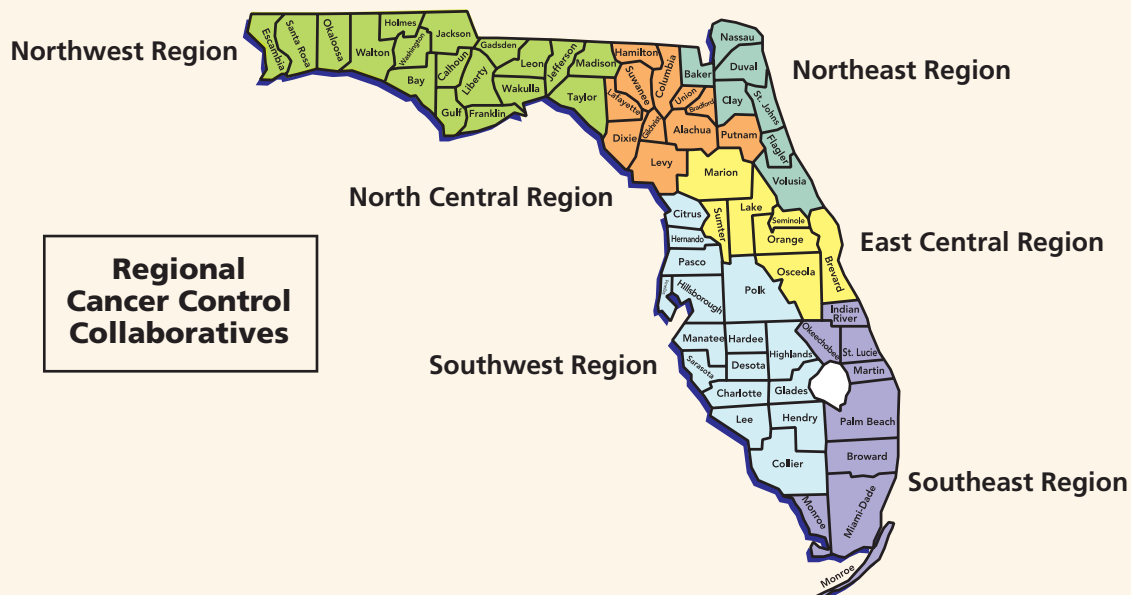 Northwest Region
Escambia
Santa Rosa
Okaloosa
Walton
Holmes
Washington
Jackson
Bay
Calhoun
Gulf
Liberty
Franklin
Gadsden
Leon
Wakulla
Jefferson
Madison
Taylor
Hamilton
Suwanee
Columbia
Lafayette
Dixie
Gilchrist
Union
Bradford
Alachua
Levy
Putnam
Baker
Nassau
Duval
Clay
St. Johns
Flagler
Volusia
Northeast Region
North Central Region
Marion
Lake
Sumter
Seminole
Orange
Osceola
Brevard
East Central Region
Regional
Cancer Control
Collaboratives
Citrus
Hernando
Pasco
Hillsborough
Polk
Manatee
Hardee
Highlands
Sarasota
Desota
Charlotte
Glades
Lee
Hendry
Collier
Southwest Region
Indian
River
Okeechobee
St. Lucie
Martin
Palm Beach
Broward
Miami-Dade
Monroe
Monroe
Southeast Region